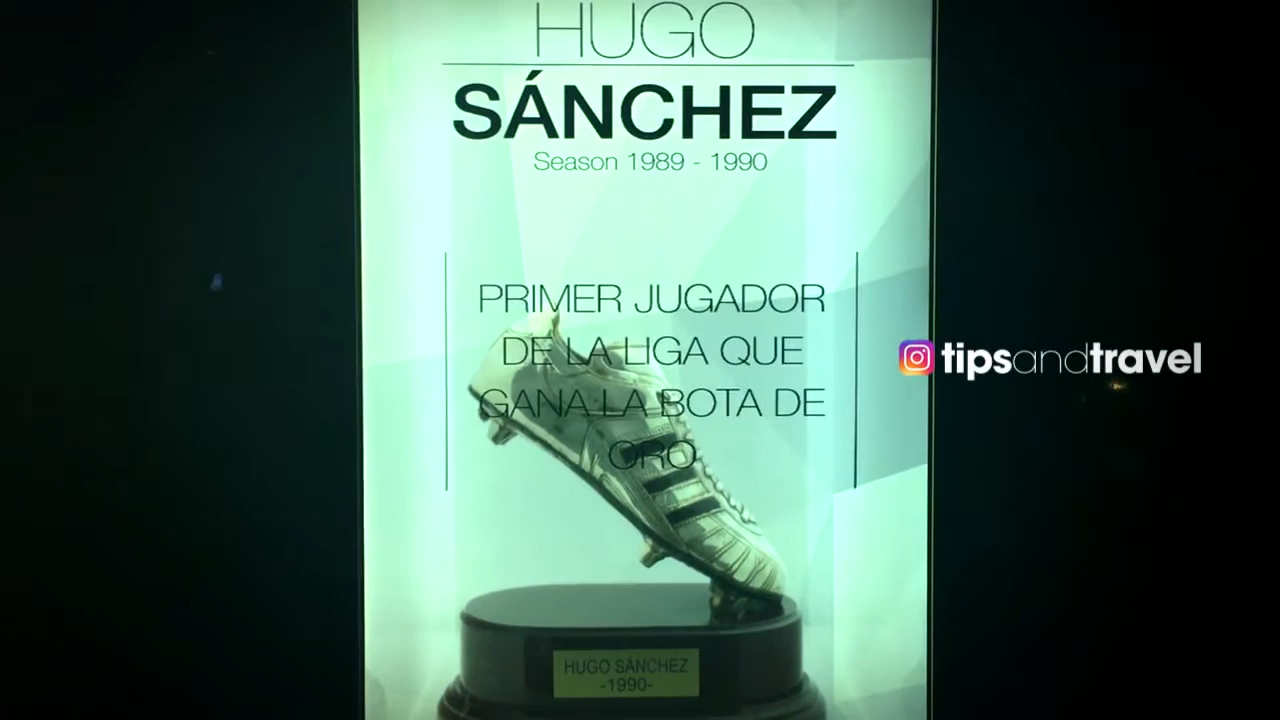 HUGO
SÁNCHEZ
Season 1989 - 1990
PRIMER JUGADOR
DE LA LIGA QUE
GANA LA BOTA DE
ORO
tipsandtravel
HUGO SÁNCHEZ
-1990-